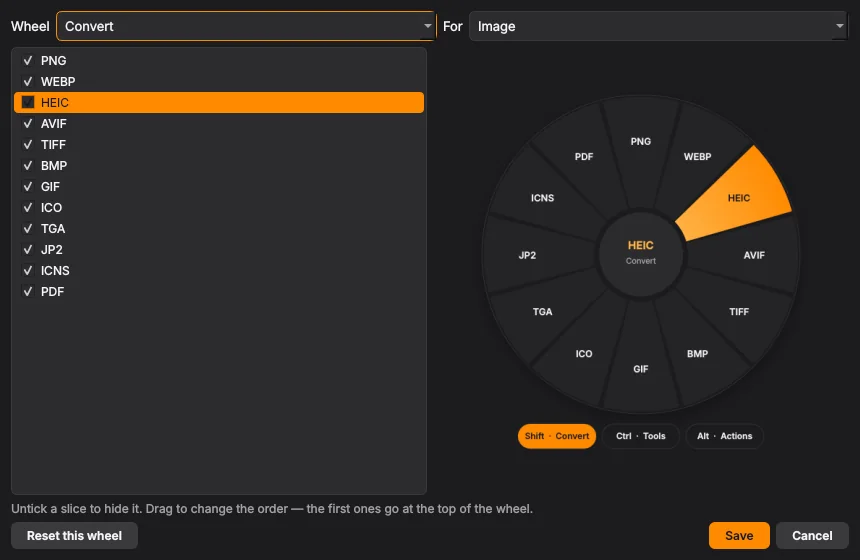 Wheel Convert For Image
PNG
WEBP
HEIC
AVIF
TIFF
BMP
GIF
ICO
TGA
JP2
ICNS
PDF
PNG
WEBP
HEIC
AVIF
TIFF
BMP
GIF
ICO
TGA
JP2
ICNS
PDF
HEIC
Convert
Shift · Convert
Ctrl · Tools
Alt · Actions
Untick a slice to hide it. Drag to change the order — the first ones go at the top of the wheel.
Reset this wheel
Save
Cancel